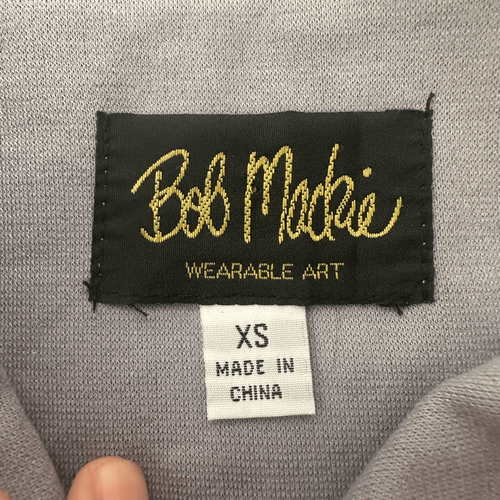 Bob Mackie
WEARABLE ART
XS
MADE IN
CHINA